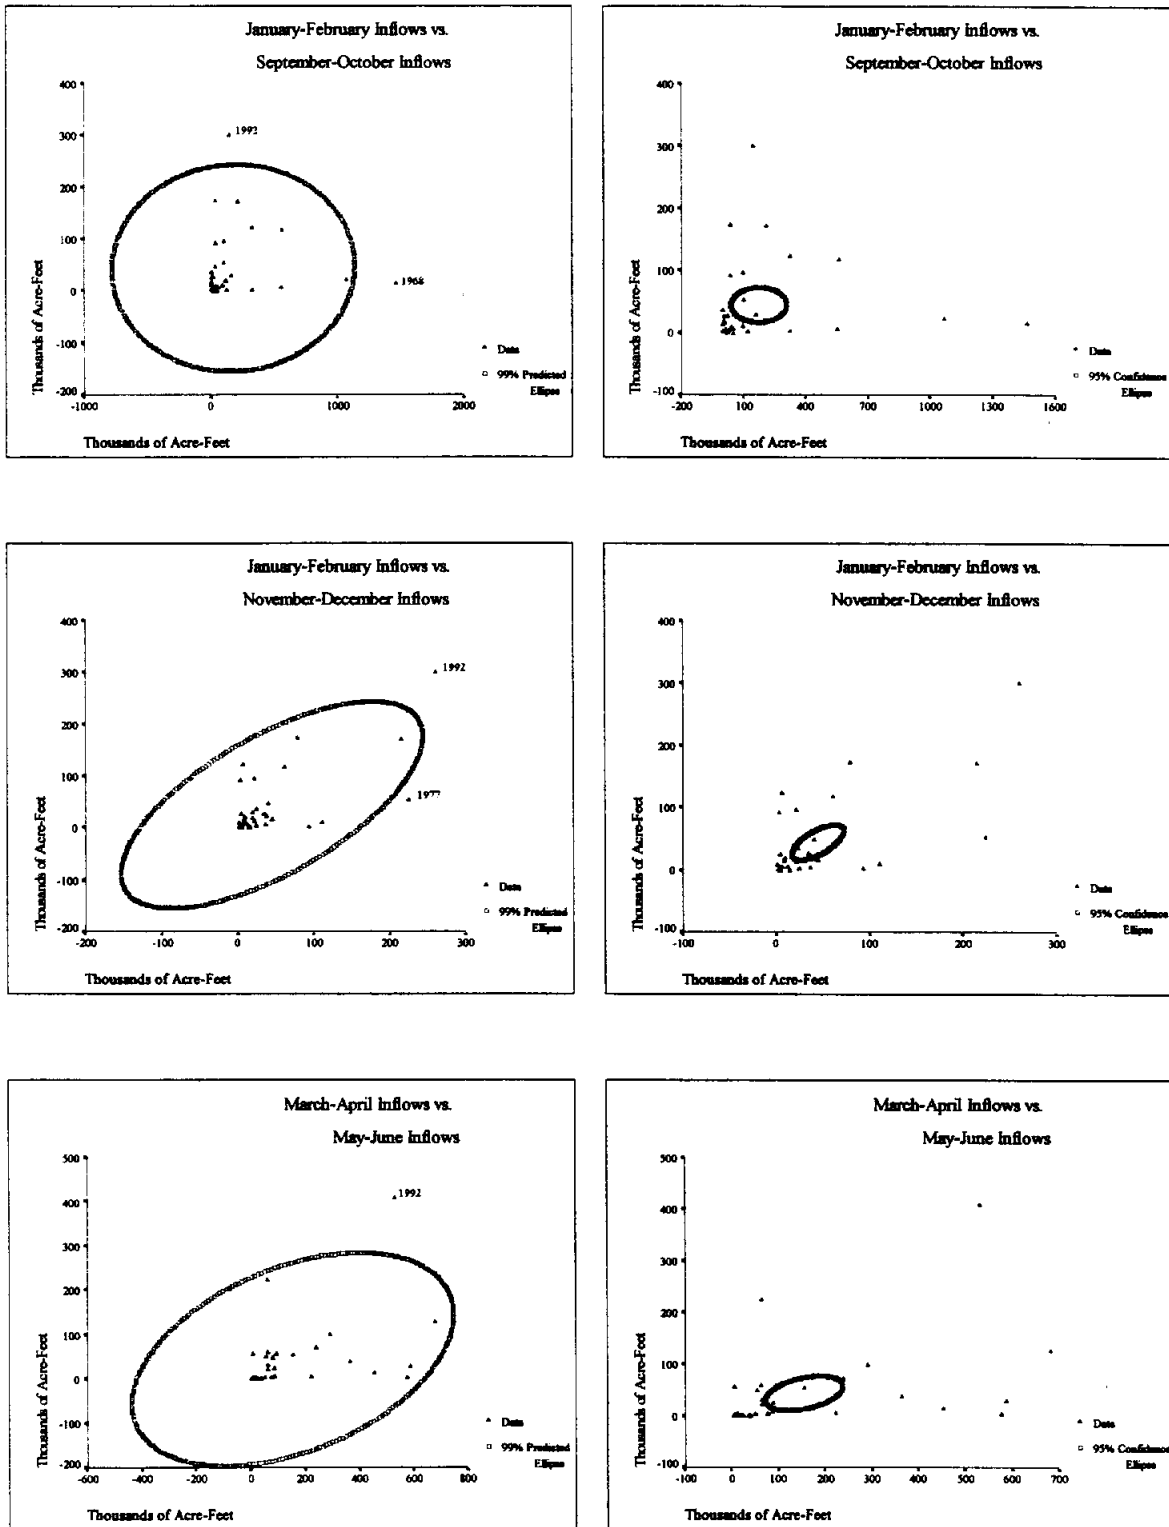 January-February Inflows vs.
September-October Inflows
400
300
200
100
0
-100
-200
-1000
0
1000
2000
1992
1968
Data
99% Predicted
Ellipse
Thousands of Acre-Feet
Thousands of Acre-Feet
January-February Inflows vs.
September-October Inflows
400
300
200
100
0
-100
-200
100
400
700
1000
1300
1600
Data
95% Confidence
Ellipse
Thousands of Acre-Feet
Thousands of Acre-Feet
January-February Inflows vs.
November-December Inflows
400
300
200
100
0
-100
-200
-200
-100
0
100
200
300
1992
1977
Data
99% Predicted
Ellipse
Thousands of Acre-Feet
Thousands of Acre-Feet
January-February Inflows vs.
November-December Inflows
400
300
200
100
0
-100
-100
0
100
200
300
Data
95% Confidence
Ellipse
Thousands of Acre-Feet
Thousands of Acre-Feet
March-April Inflows vs.
May-June Inflows
500
400
300
200
100
0
-100
-200
-600
-400
-200
0
200
400
600
800
1992
Data
99% Predicted
Ellipse
Thousands of Acre-Feet
Thousands of Acre-Feet
March-April Inflows vs.
May-June Inflows
500
400
300
200
100
0
-100
-100
0
100
200
300
400
500
600
700
Data
95% Confidence
Ellipse
Thousands of Acre-Feet
Thousands of Acre-Feet